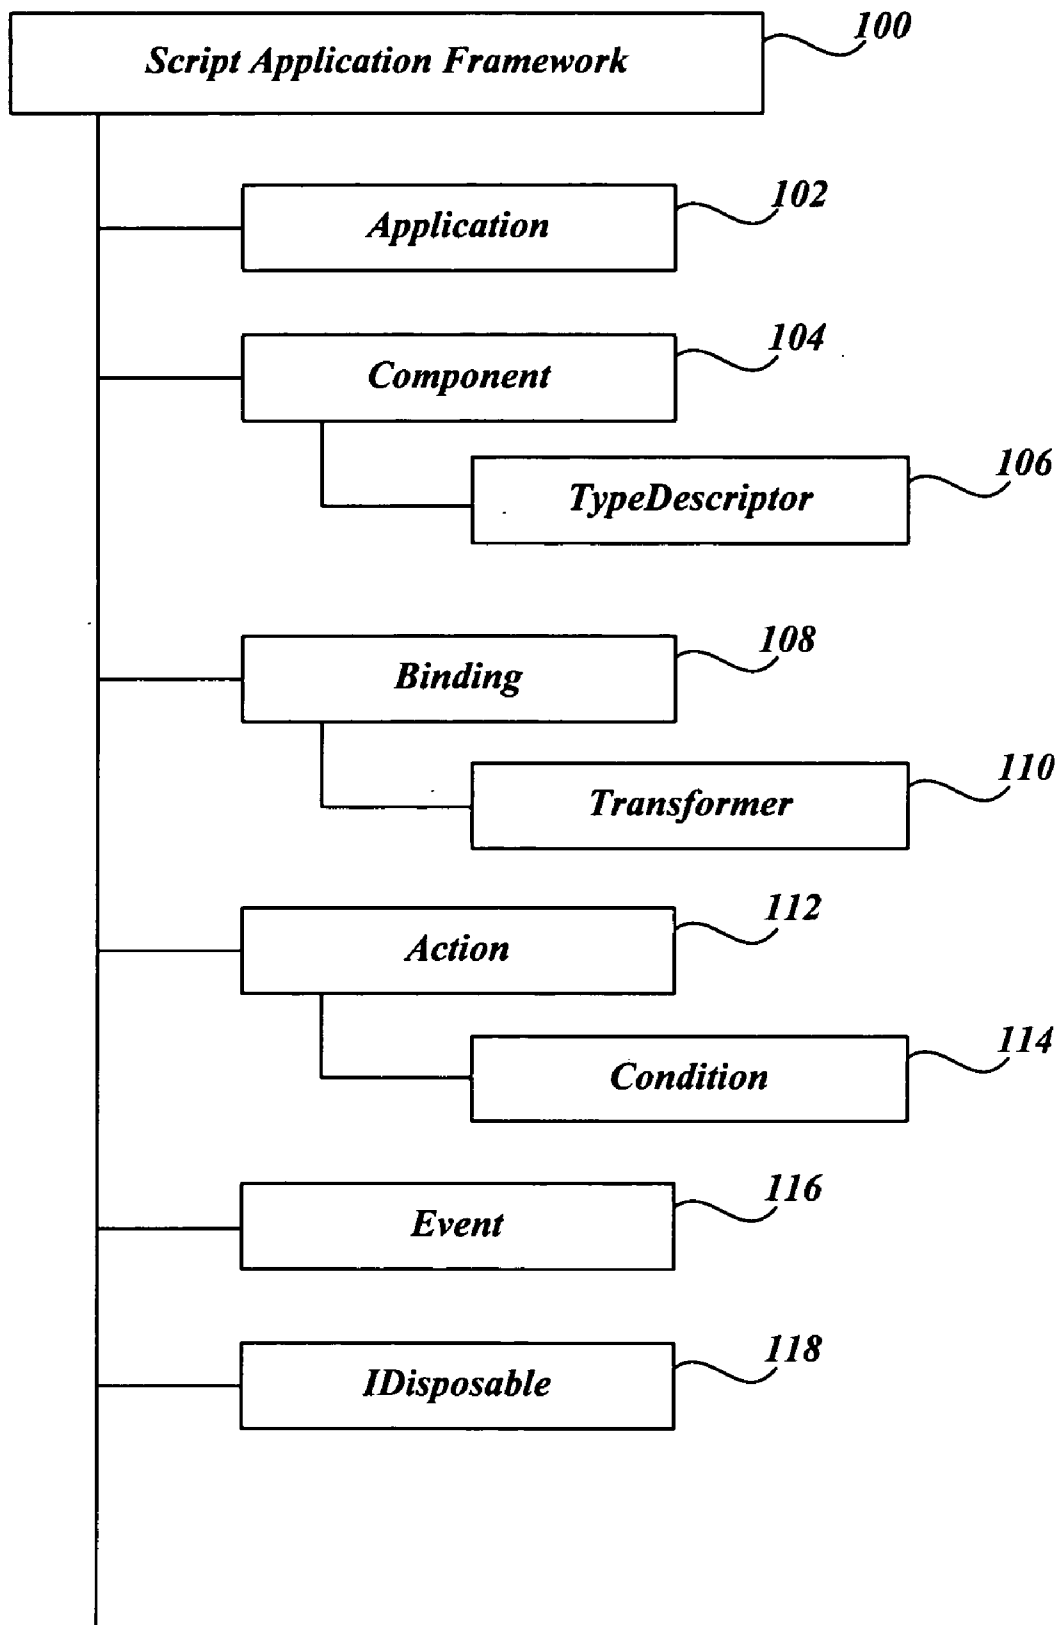 100
Script Application Framework
102
Application
104
Component
106
TypeDescriptor
108
Binding
110
Transformer
112
Action
114
Condition
116
Event
118
IDisposable